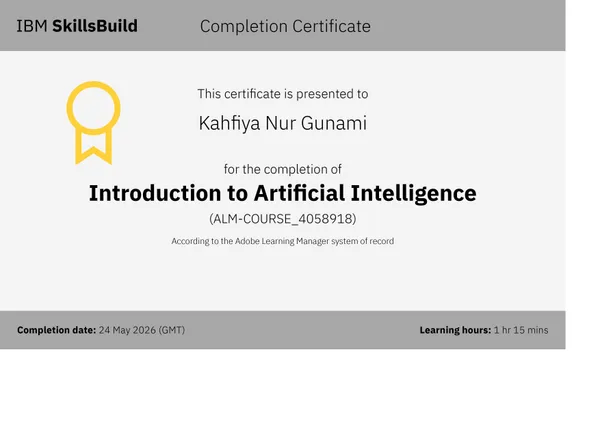 IBM SkillsBuild
Completion Certificate
This certificate is presented to
Kahfiya Nur Gunami
for the completion of
Introduction to Artificial Intelligence
(ALM-COURSE_4058918)
According to the Adobe Learning Manager system of record
Completion date: 24 May 2026 (GMT)
Learning hours: 1 hr 15 mins